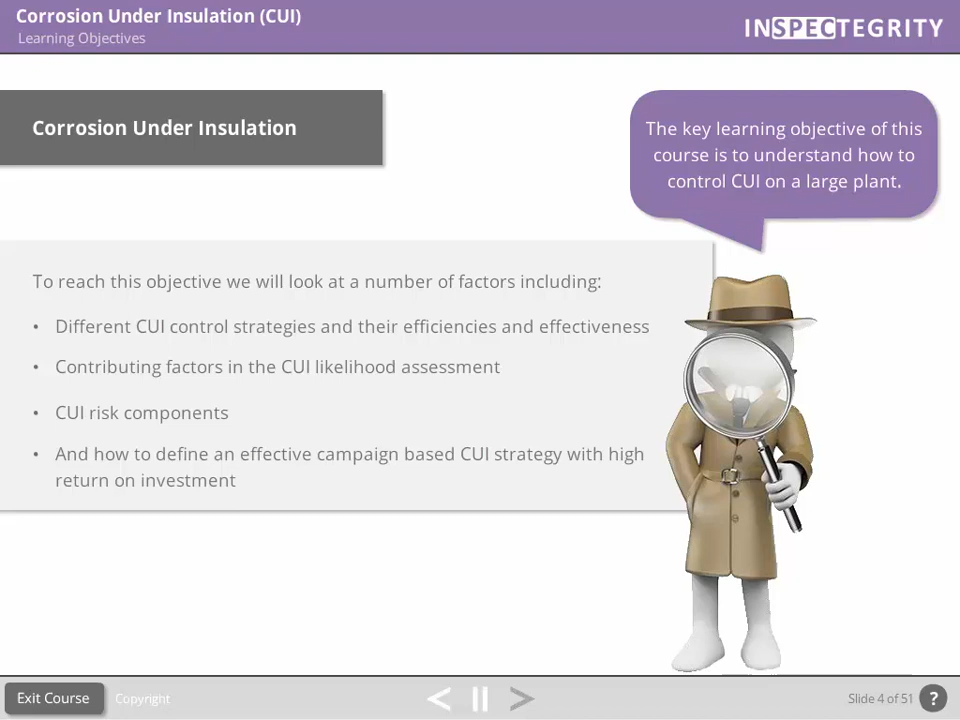 Corrosion Under Insulation (CUI)
Learning Objectives
INSPECTEGRITY
Corrosion Under Insulation
The key learning objective of this
course is to understand how to
control CUI on a large plant.
To reach this objective we will look at a number of factors including:
• Different CUI control strategies and their efficiencies and effectiveness
• Contributing factors in the CUI likelihood assessment
• CUI risk components
• And how to define an effective campaign based CUI strategy with high
return on investment
Exit Course
Copyright
Slide 4 of 51
?